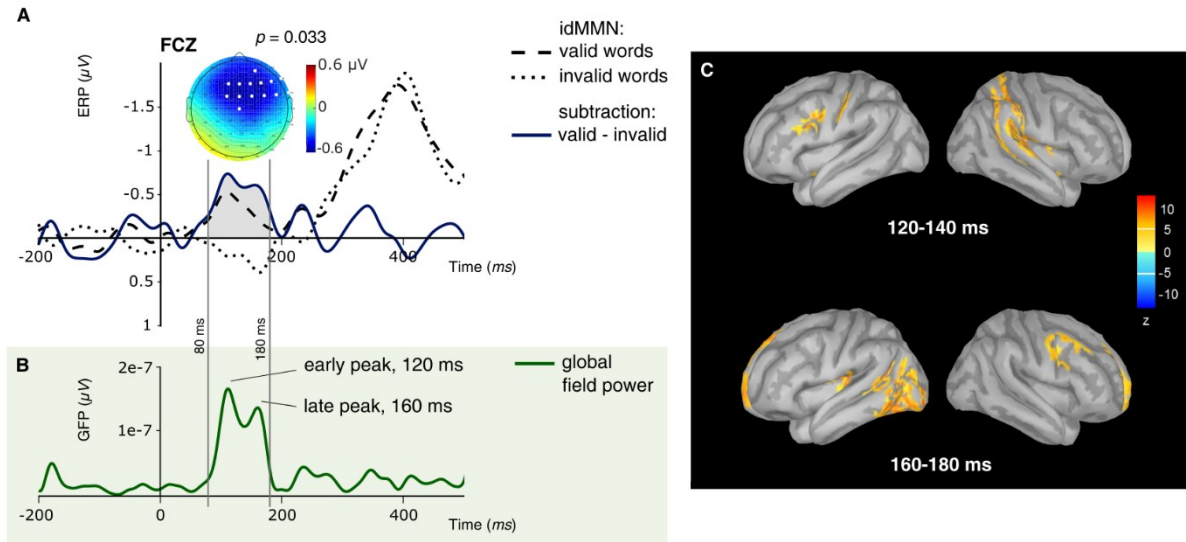 A
FCZ
p = 0.033
ERP (µV)
-1.5
-1
-0.5
0.5
1
0.6 µV
0
-0.6
-200
200
400
Time (ms)
80 ms
180 ms
idMMN:
valid words
invalid words
subtraction:
valid - invalid
B
GFP (µV)
2e-7
1e-7
early peak, 120 ms
late peak, 160 ms
global
field power
-200
0
200
400
Time (ms)
C
120-140 ms
160-180 ms
10
5
0
-5
-10
z